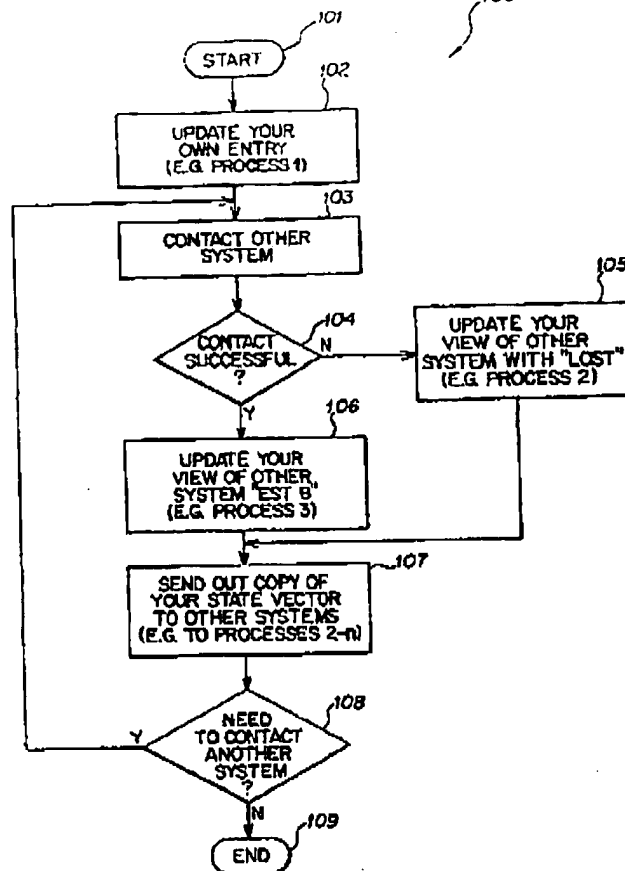 101
START
102
UPDATE YOUR
OWN ENTRY
(E.G. PROCESS 1)
103
CONTACT OTHER
SYSTEM
104
CONTACT
SUCCESSFUL
?
N
Y
105
UPDATE YOUR
VIEW OF OTHER
SYSTEM WITH "LOST"
(E.G. PROCESS 2)
106
UPDATE YOUR
VIEW OF OTHER
SYSTEM "EST B"
(E.G. PROCESS 3)
107
SEND OUT COPY OF
YOUR STATE VECTOR
TO OTHER SYSTEMS
(E.G. TO PROCESSES 2-n)
108
NEED
TO CONTACT
ANOTHER
SYSTEM
?
Y
N
109
END